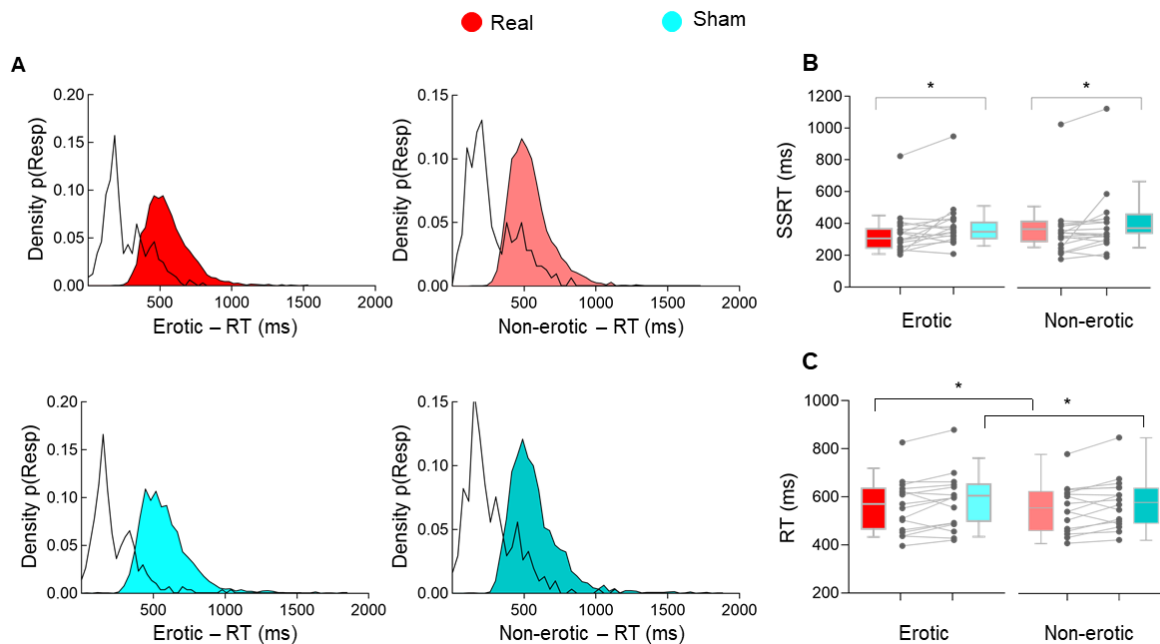 Real
Sham
A
0.20
0.15
0.10
0.05
0.00
Density p(Resp)
500
1000
1500
2000
Erotic – RT (ms)
0.15
0.10
0.05
0.00
Density p(Resp)
500
1000
1500
2000
Non-erotic – RT (ms)
0.20
0.15
0.10
0.05
0.00
Density p(Resp)
500
1000
1500
2000
Erotic – RT (ms)
0.15
0.10
0.05
0.00
Density p(Resp)
500
1000
1500
2000
Non-erotic – RT (ms)
B
1200
1000
800
600
400
200
0
SSRT (ms)
*
*
Erotic
Non-erotic
C
1000
800
600
400
200
RT (ms)
*
*
Erotic
Non-erotic